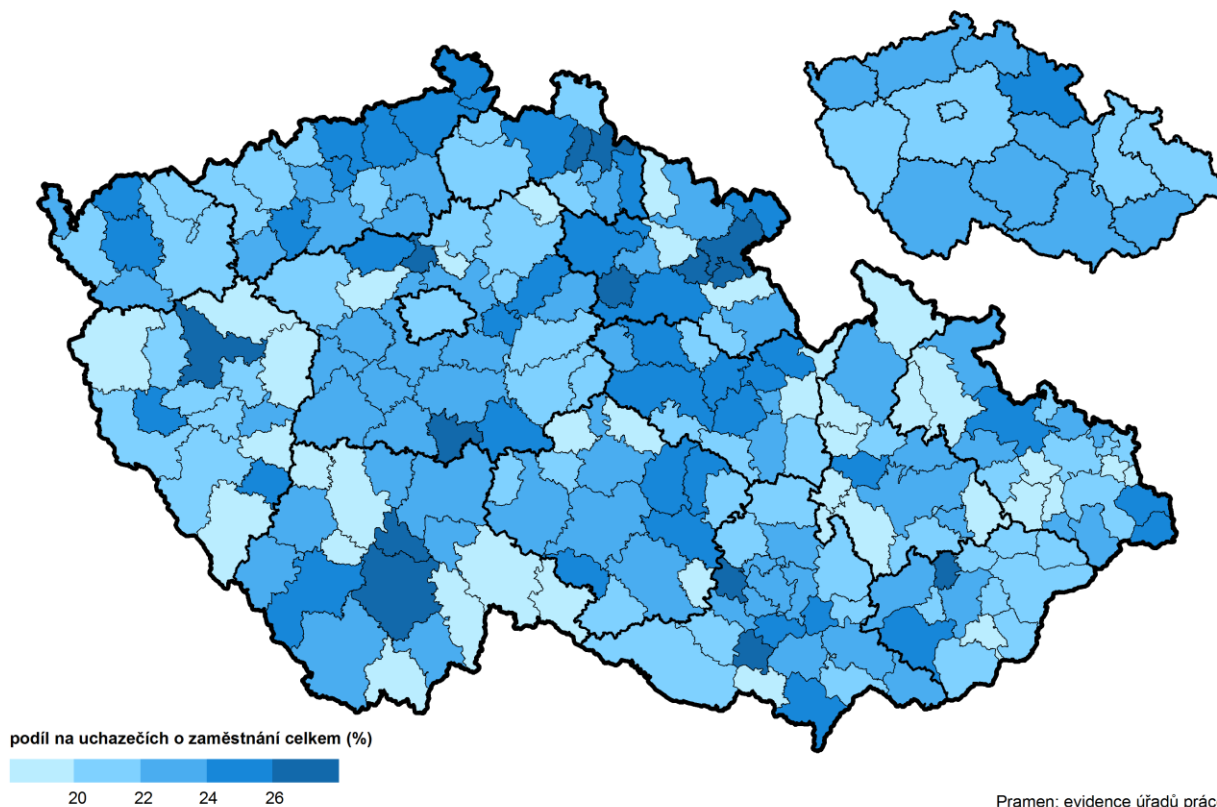 podíl na uchazečích o zaměstnání celkem (%)
20 22 24 26
Pramen: evidence úřadů prác